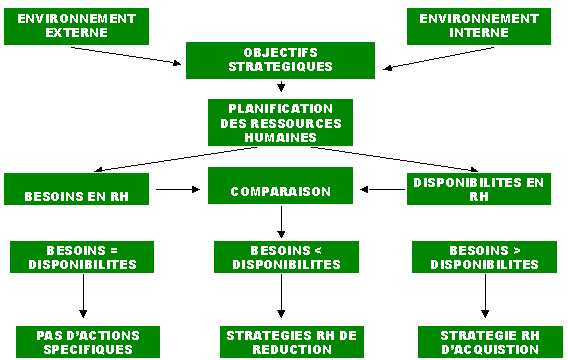 ENVIRONNEMENT
EXTERNE
ENVIRONNEMENT
INTERNE
OBJECTIFS
STRATEGIQUES
PLANIFICATION
DES RESSOURCES
HUMAINES
BESOINS EN RH
COMPARAISON
DISPONIBILITES EN
RH
BESOINS =
DISPONIBILITES
BESOINS <
DISPONIBILITES
BESOINS >
DISPONIBILITES
PAS D'ACTIONS
SPECIFIQUES
STRATEGIES RH DE
REDUCTION
STRATEGIE RH
D'ACQUISTION